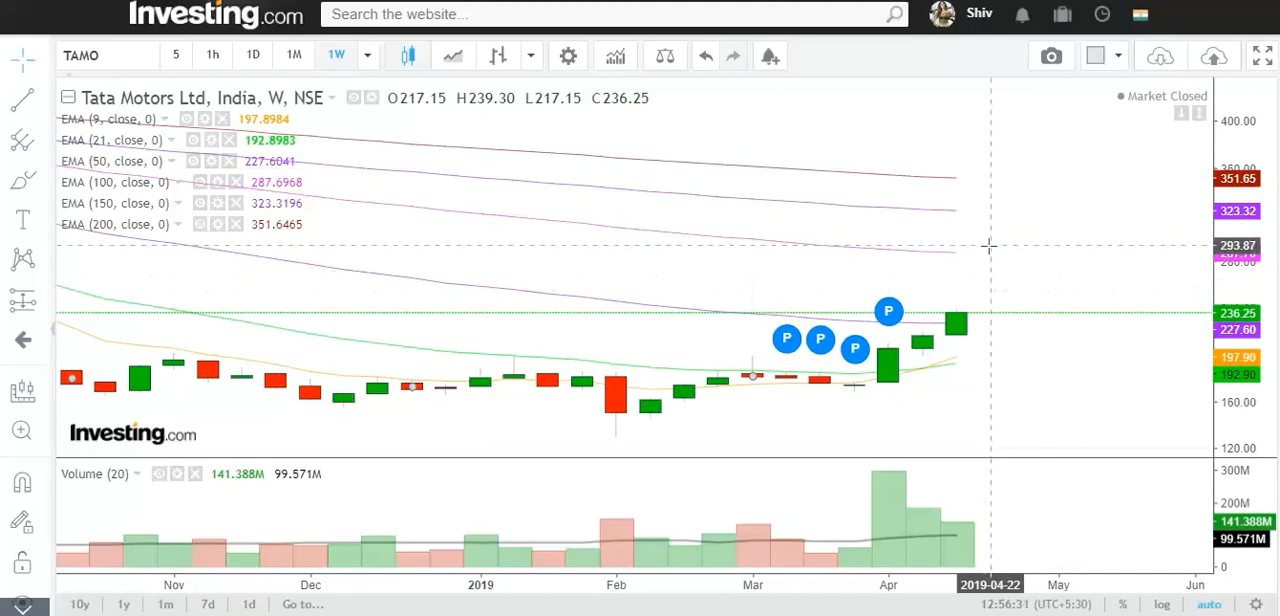 Investing.com
Search the website...
Shiv
TAMO 5 1h 1D 1M 1W
Tata Motors Ltd, India, W, NSE O217.15 H239.30 L217.15 C236.25
Market Closed
EMA (9, close, 0) 197.8984
EMA (21, close, 0) 192.8983
EMA (50, close, 0) 227.6041
EMA (100, close, 0) 287.6968
EMA (150, close, 0) 323.3196
EMA (200, close, 0) 351.6465
400.00
351.65
323.32
293.87
280.00
236.25
227.60
197.90
192.90
160.00
120.00
P P P P
Investing.com
Volume (20) 141.388M 99.571M
300M
200M
141.388M
99.571M
0
Nov Dec 2019 Feb Mar Apr 2019-04-22 May Jun
10y 1y 1m 7d 1d Go to... 12:56:31 (UTC+5:30) % log auto